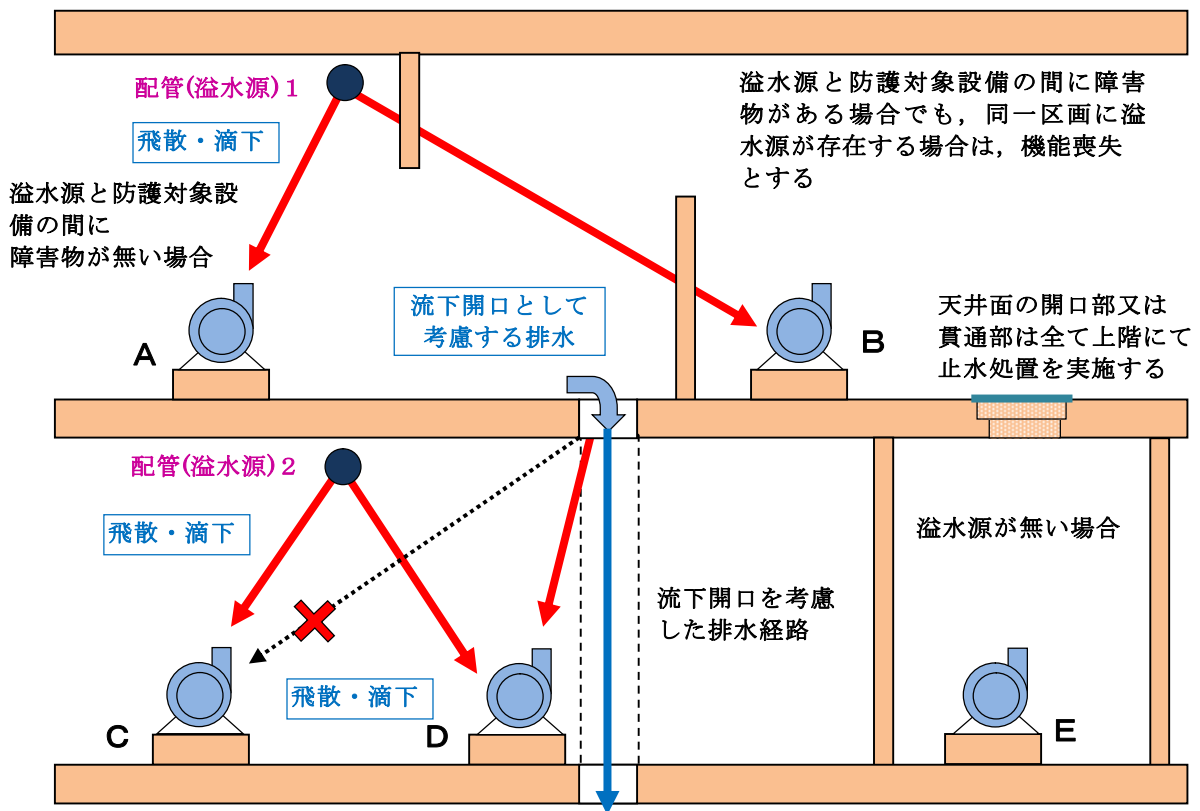 配管(溢水源)１
飛散・滴下
溢水源と防護対象設
備の間に
障害物が無い場合
溢水源と防護対象設備の間に障害
物がある場合でも，同一区画に溢
水源が存在する場合は，機能喪失
とする
流下開口として
考慮する排水
天井面の開口部又は
貫通部は全て上階にて
止水処置を実施する
A
B
配管(溢水源)２
飛散・滴下
溢水源が無い場合
流下開口を考慮
した排水経路
飛散・滴下
C
D
E